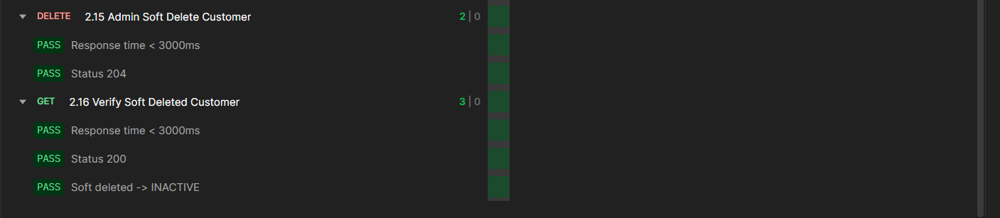 DELETE 2.15 Admin Soft Delete Customer 2 | 0
PASS Response time < 3000ms
PASS Status 204
GET 2.16 Verify Soft Deleted Customer 3 | 0
PASS Response time < 3000ms
PASS Status 200
PASS Soft deleted -> INACTIVE